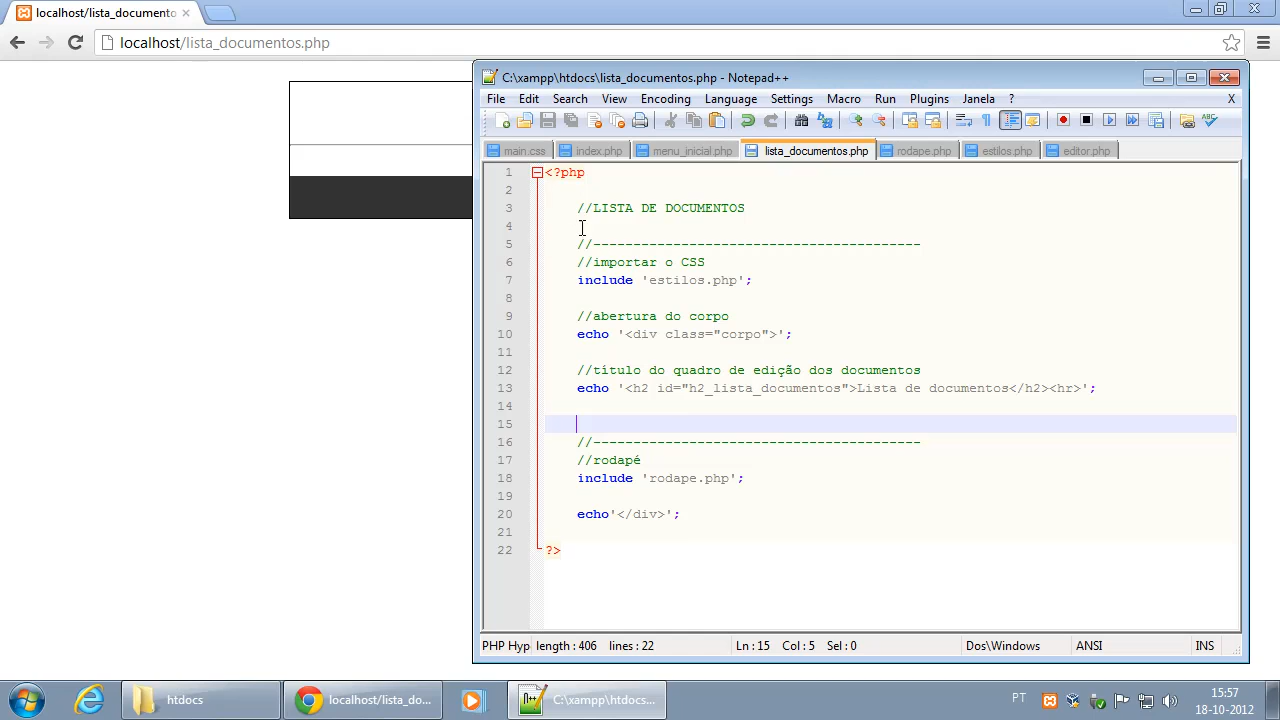 localhost/lista_documento
localhost/lista_documentos.php
C:\xampp\htdocs\lista_documentos.php - Notepad++
File Edit Search View Encoding Language Settings Macro Run Plugins Janela ? X
main.css index.php menu_inicial.php lista_documentos.php rodape.php estilos.php editor.php
1 <?php
2
3 //LISTA DE DOCUMENTOS
4
5 //-----------------------------------------
6 //importar o CSS
7 include 'estilos.php';
8
9 //abertura do corpo
10 echo '<div class="corpo">';
11
12 //título do quadro de edição dos documentos
13 echo '<h2 id="h2_lista_documentos">Lista de documentos</h2><hr>';
14
15
16 //-----------------------------------------
17 //rodapé
18 include 'rodape.php';
19
20 echo'</div>';
21
22 ?>
PHP Hyp length : 406 lines : 22 Ln : 15 Col : 5 Sel : 0 Dos\Windows ANSI INS
htdocs localhost/lista_do... C:\xampp\htdocs... PT 15:57
18-10-2012